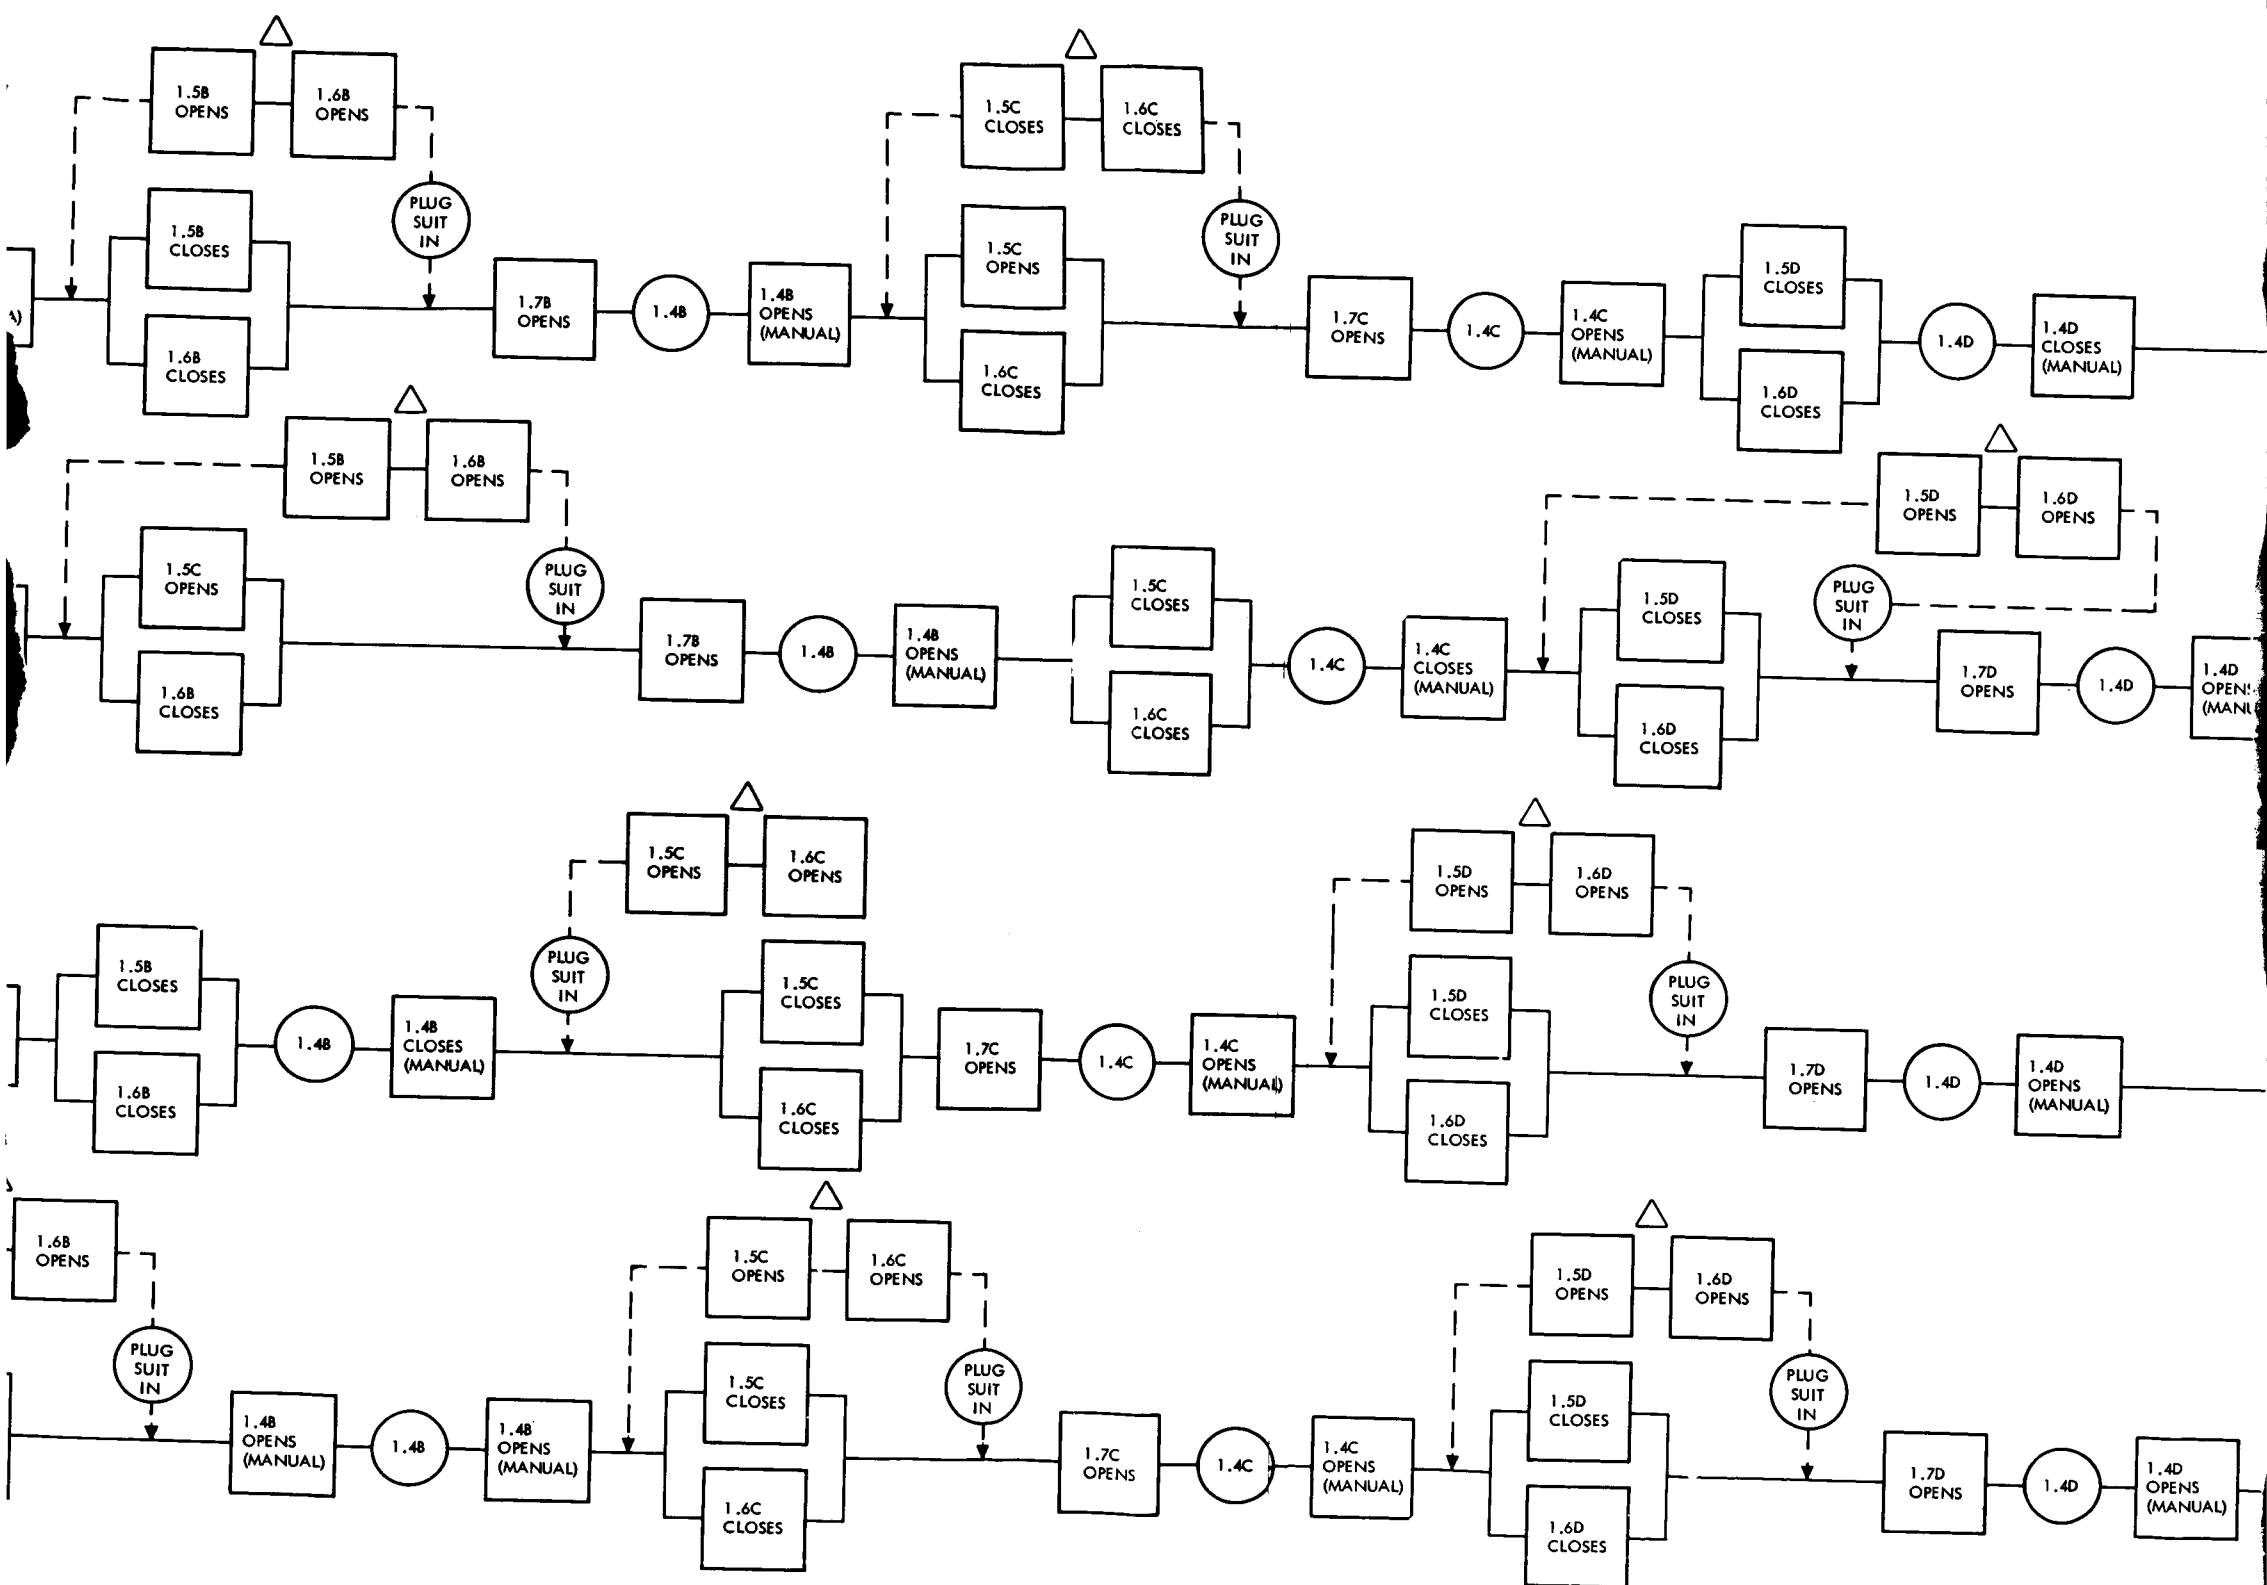 1.5B
OPENS
1.6B
OPENS
1.5C
CLOSES
1.6C
CLOSES
PLUG
SUIT
IN
PLUG
SUIT
IN
1.5B
CLOSES
1.6B
CLOSES
1.7B
OPENS
1.4B
1.4B
OPENS
(MANUAL)
1.5C
OPENS
1.6C
CLOSES
1.7C
OPENS
1.4C
1.4C
OPENS
(MANUAL)
1.5D
CLOSES
1.6D
CLOSES
1.4D
1.4D
CLOSES
(MANUAL)
1.5B
OPENS
1.6B
OPENS
1.5D
OPENS
1.6D
OPENS
PLUG
SUIT
IN
PLUG
SUIT
IN
1.5C
OPENS
1.6B
CLOSES
1.7B
OPENS
1.4B
1.4B
OPENS
(MANUAL)
1.5C
CLOSES
1.6C
CLOSES
1.4C
1.4C
CLOSES
(MANUAL)
1.5D
CLOSES
1.6D
CLOSES
1.7D
OPENS
1.4D
1.4D
1.5C
OPENS
1.6C
OPENS
1.5D
OPENS
1.6D
OPENS
PLUG
SUIT
IN
PLUG
SUIT
IN
1.5B
CLOSES
1.6B
CLOSES
1.4B
1.4B
CLOSES
(MANUAL)
1.5C
CLOSES
1.6C
CLOSES
1.7C
OPENS
1.4C
1.4C
OPENS
(MANUAL)
1.5D
CLOSES
1.6D
CLOSES
1.7D
OPENS
1.4D
1.4D
OPENS
(MANUAL)
1.6B
OPENS
1.5C
OPENS
1.6C
OPENS
1.5D
OPENS
1.6D
OPENS
PLUG
SUIT
IN
PLUG
SUIT
IN
PLUG
SUIT
IN
1.4B
OPENS
(MANUAL)
1.4B
1.4B
OPENS
(MANUAL)
1.5C
CLOSES
1.6C
CLOSES
1.7C
OPENS
1.4C
1.4C
OPENS
(MANUAL)
1.5D
CLOSES
1.6D
CLOSES
1.7D
OPENS
1.4D
1.4D
OPENS
(MANUAL)